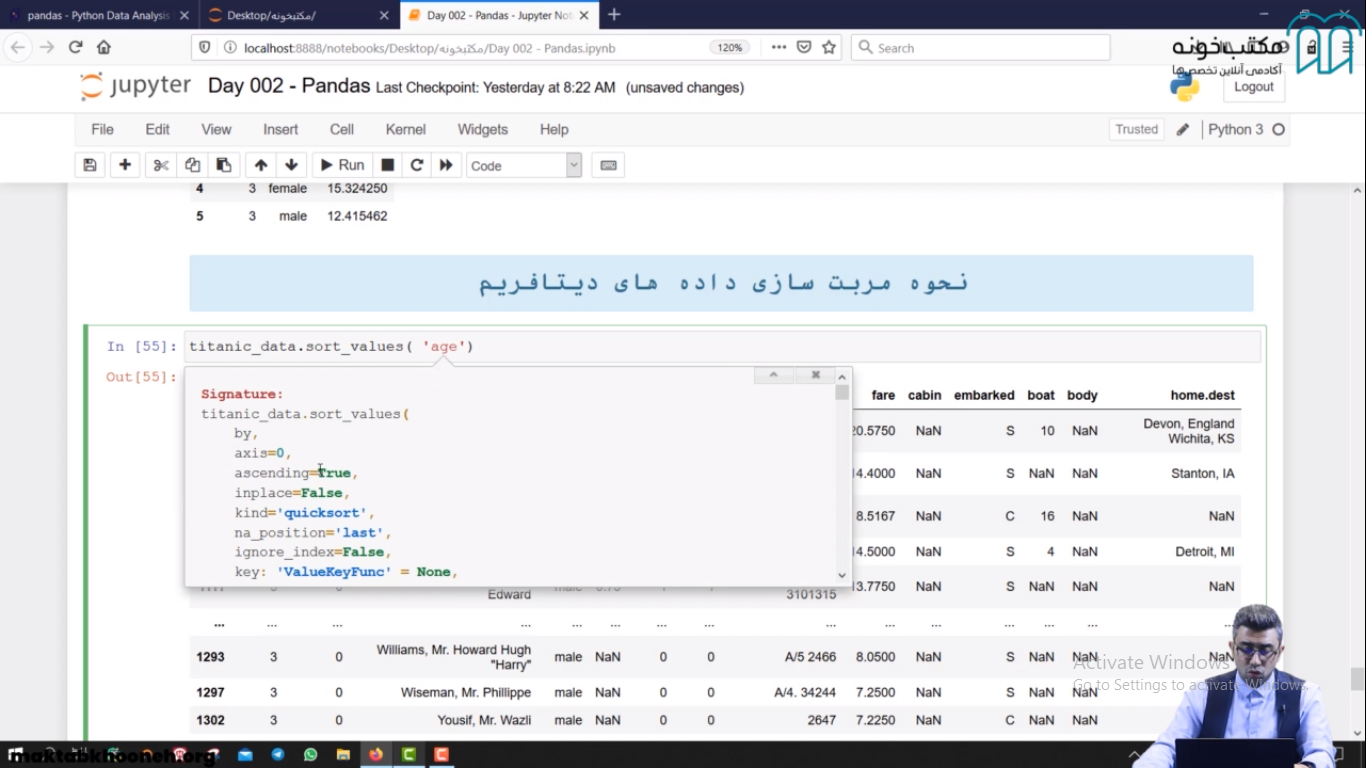 pandas - Python Data Analysis
Desktop/مکتبخونه/
Day 002 - Pandas - Jupyter Not
localhost:8888/notebooks/Desktop/مکتبخونه/Day 002 - Pandas.ipynb
120%
Search
مکتب‌خونه
آکادمی آنلاین تخصص‌ها
jupyter Day 002 - Pandas Last Checkpoint: Yesterday at 8:22 AM (unsaved changes)
Logout
File Edit View Insert Cell Kernel Widgets Help
Trusted
Python 3
Run
Code
4 3 female 15.324250
5 3 male 12.415462
نحوه مربت سازی داده های دیتافریم
In [55]: titanic_data.sort_values( 'age')
Out[55]:
Signature:
titanic_data.sort_values(
by,
axis=0,
ascending=True,
inplace=False,
kind='quicksort',
na_position='last',
ignore_index=False,
key: 'ValueKeyFunc' = None,
fare cabin embarked boat body home.dest
20.5750 NaN S 10 NaN Devon, England
Wichita, KS
14.4000 NaN S NaN NaN Stanton, IA
8.5167 NaN C 16 NaN NaN
14.5000 NaN S 4 NaN Detroit, MI
Edward 3101315 13.7750 NaN S NaN NaN NaN
... ... ... ... ... ... ... ... ... ... ... ... ... ... ...
1293 3 0 Williams, Mr. Howard Hugh
"Harry" male NaN 0 0 A/5 2466 8.0500 NaN S NaN NaN NaN
1297 3 0 Wiseman, Mr. Phillippe male NaN 0 0 A/4. 34244 7.2500 NaN S NaN NaN
1302 3 0 Yousif, Mr. Wazli male NaN 0 0 2647 7.2250 NaN C NaN NaN
Activate Windows
Go to Settings to activate Windows.
maktabkhooneh.org